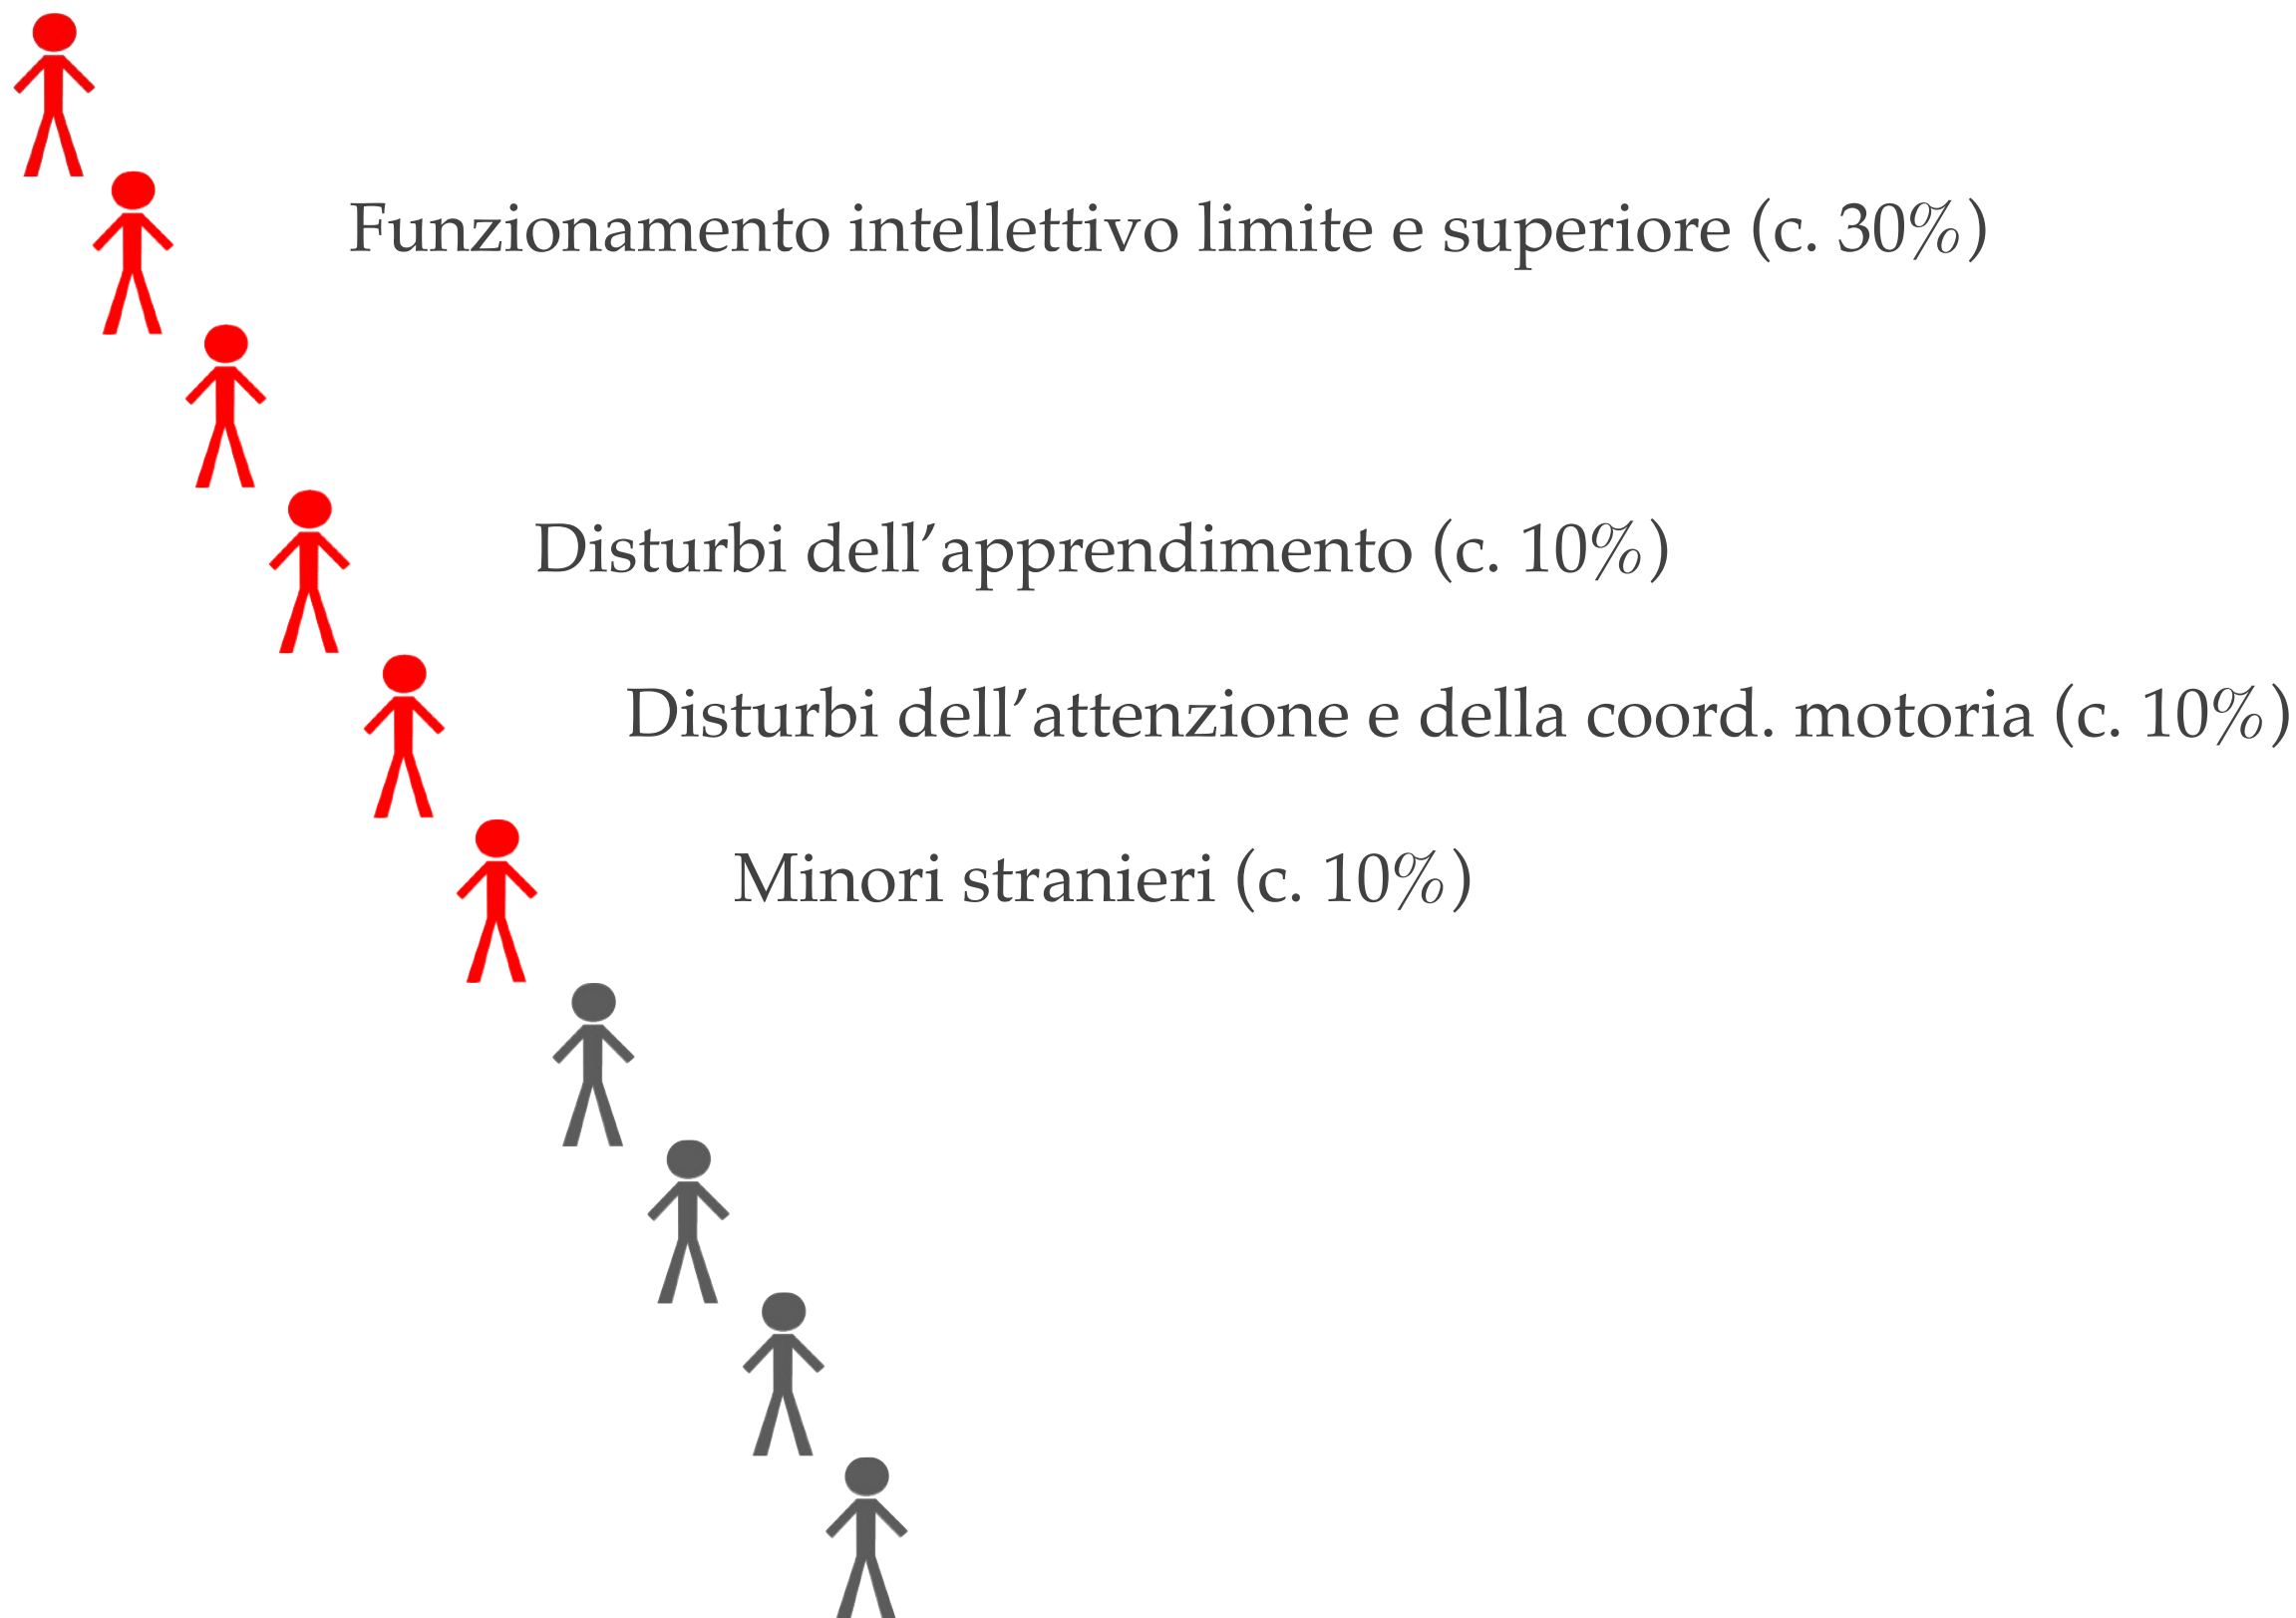 Funzionamento intellettivo limite e superiore (c. 30%)
Disturbi dell’apprendimento (c. 10%)
Disturbi dell’attenzione e della coord. motoria (c. 10%)
Minori stranieri (c. 10%)